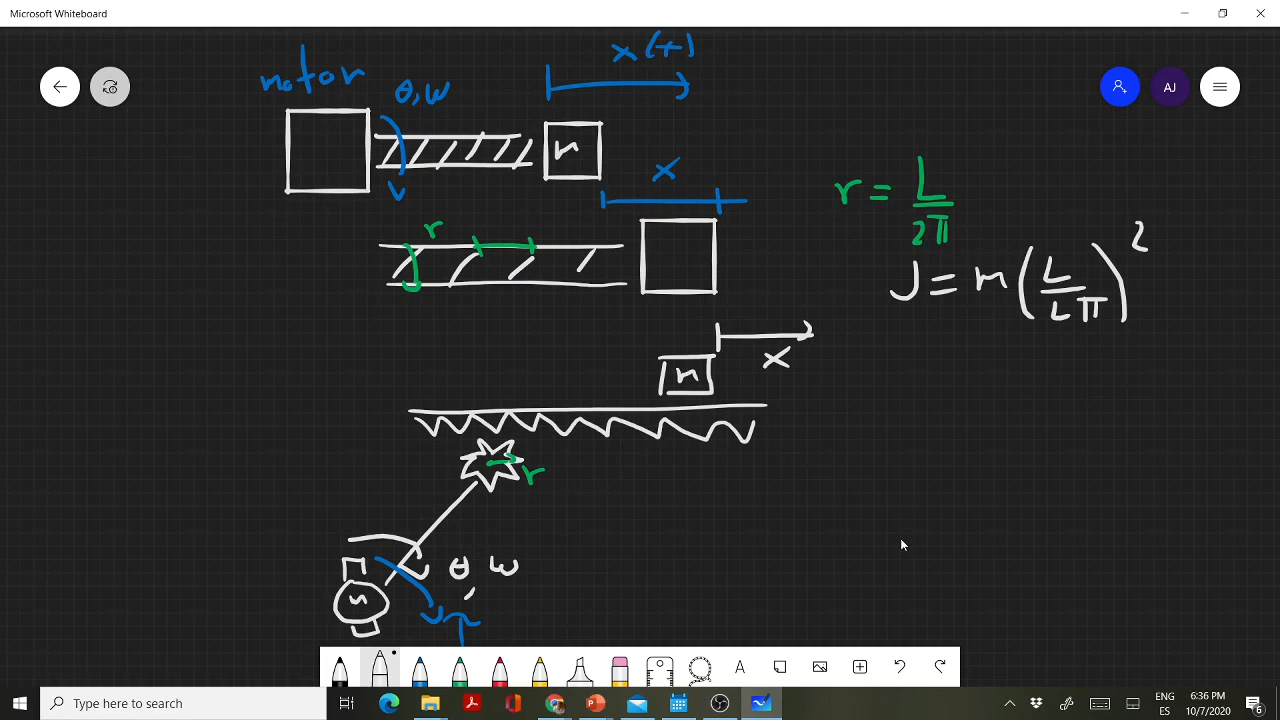 Microsoft Whiteboard
x(t)
motor
θ, ω
AJ
m
x
r = L/2π
r
J = m(L/2π)²
m
x
r
θ, ω
T
A
Type here to search
ENG
ES
6:36 PM
10/7/2020
6